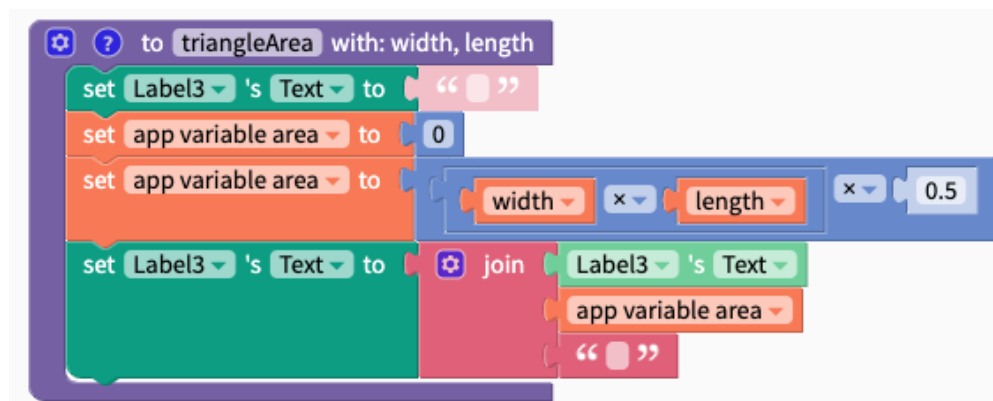 ? to triangleArea with: width, length
set Label3 's Text to “ ”
set app variable area to 0
set app variable area to width × length × 0.5
set Label3 's Text to join Label3 's Text
app variable area
“ ”